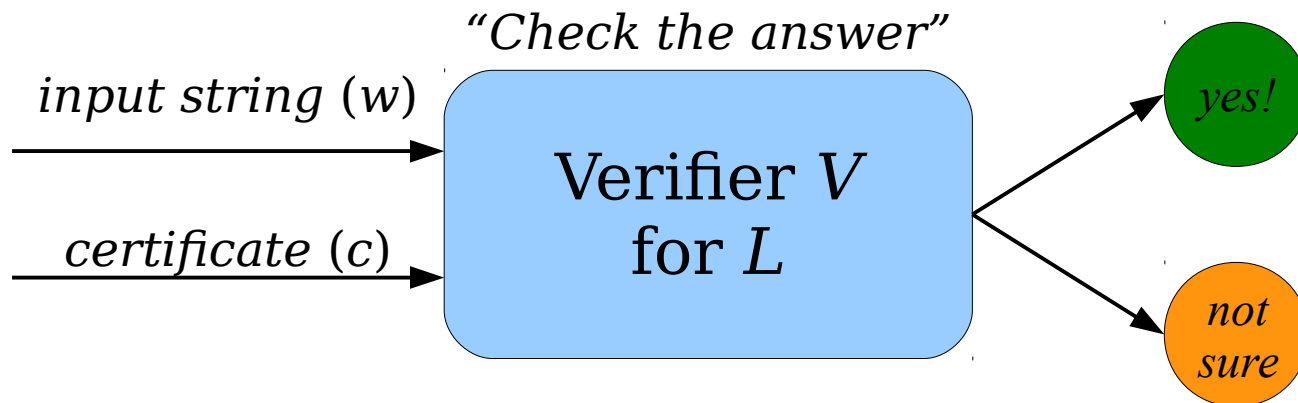 “Check the answer”
input string (w)
certificate (c)
Verifier V
for L
yes!
not
sure